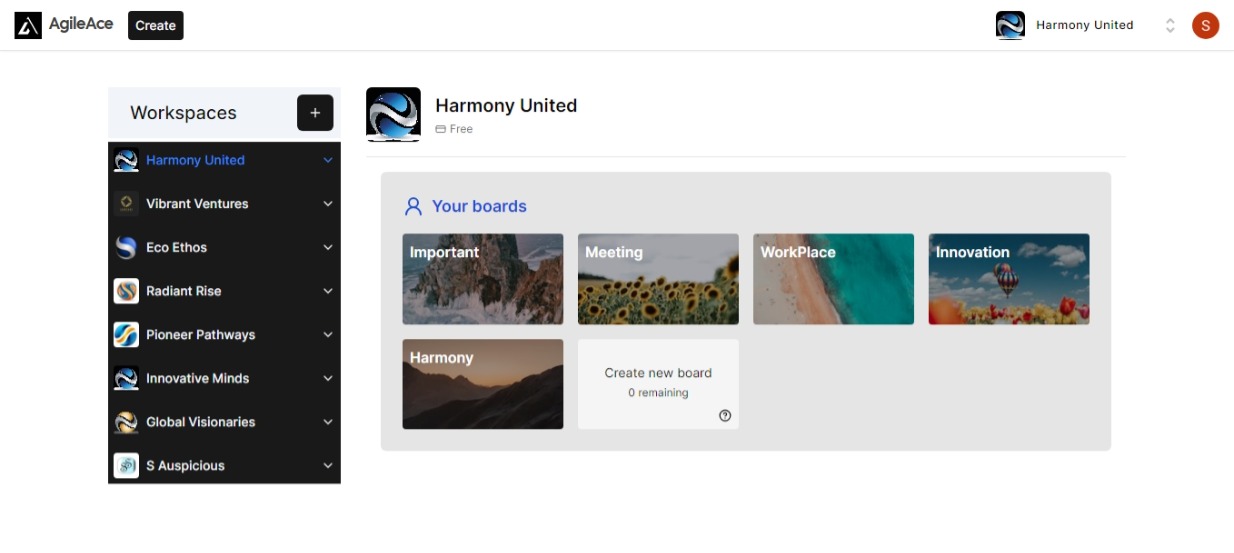 AgileAce
Create
Harmony United
S
Workspaces
+
Harmony United
Free
Harmony United
Vibrant Ventures
Eco Ethos
Radiant Rise
Pioneer Pathways
Innovative Minds
Global Visionaries
S Auspicious
Your boards
Important
Meeting
WorkPlace
Innovation
Harmony
Create new board
0 remaining